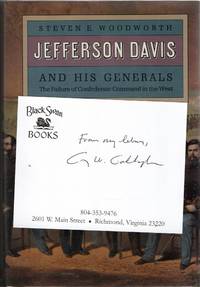 STEVEN E. WOODWORTH
JEFFERSON DAVIS
AND HIS GENERALS
The Failure of Confederate Command in the West
Black Swan
BOOKS
From my library,
804-353-9476
2601 W. Main Street • Richmond, Virginia 23220